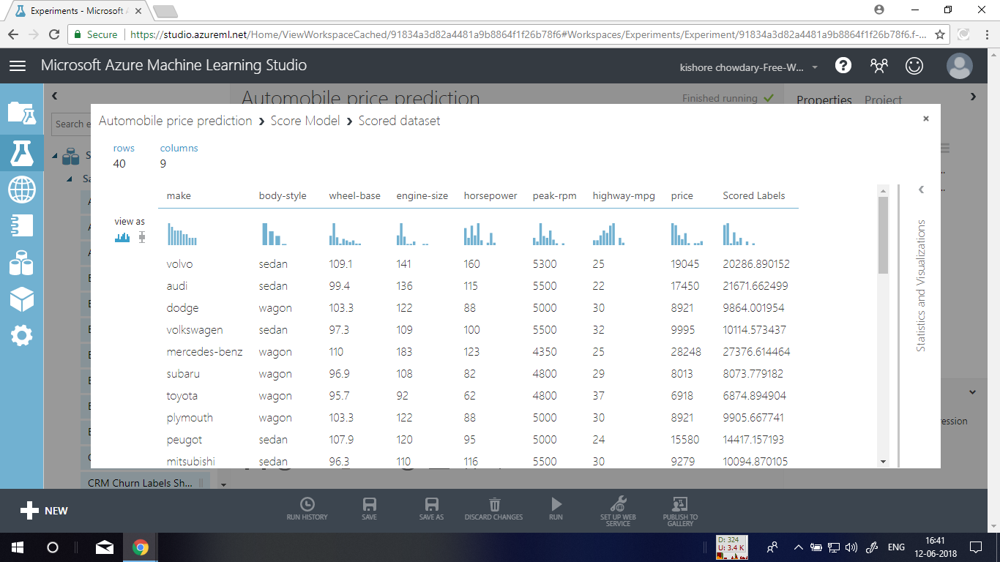 Experiments - Microsoft A
Secure
https://studio.azureml.net/Home/ViewWorkspaceCached/91834a3d82a4481a9b8864f1f26b78f6#Workspaces/Experiments/Experiment/91834a3d82a4481a9b8864f1f26b78f6.f-...
Microsoft Azure Machine Learning Studio
kishore chowdary-Free-W...
Automobile price prediction
Finished running
Properties Project
Search e
Automobile price prediction > Score Model > Scored dataset
rows columns
40 9
make body-style wheel-base engine-size horsepower peak-rpm highway-mpg price Scored Labels
view as
volvo sedan 109.1 141 160 5300 25 19045 20286.890152
audi sedan 99.4 136 115 5500 22 17450 21671.662499
dodge wagon 103.3 122 88 5000 30 8921 9864.001954
volkswagen sedan 97.3 109 100 5500 32 9995 10114.573437
mercedes-benz wagon 110 183 123 4350 25 28248 27376.614464
subaru wagon 96.9 108 82 4800 29 8013 8073.779182
toyota wagon 95.7 92 62 4800 37 6918 6874.894904
plymouth wagon 103.3 122 88 5000 30 8921 9905.667741
peugot sedan 107.9 120 95 5000 24 15580 14417.157193
mitsubishi sedan 96.3 110 116 5500 30 9279 10094.870105
Statistics and Visualizations
ession
CRM Churn Labels Sh...
NEW
RUN HISTORY
SAVE
SAVE AS
DISCARD CHANGES
RUN
SET UP WEB
SERVICE
PUBLISH TO
GALLERY
D: 324
U: 3.4 K
ENG
16:41
12-06-2018